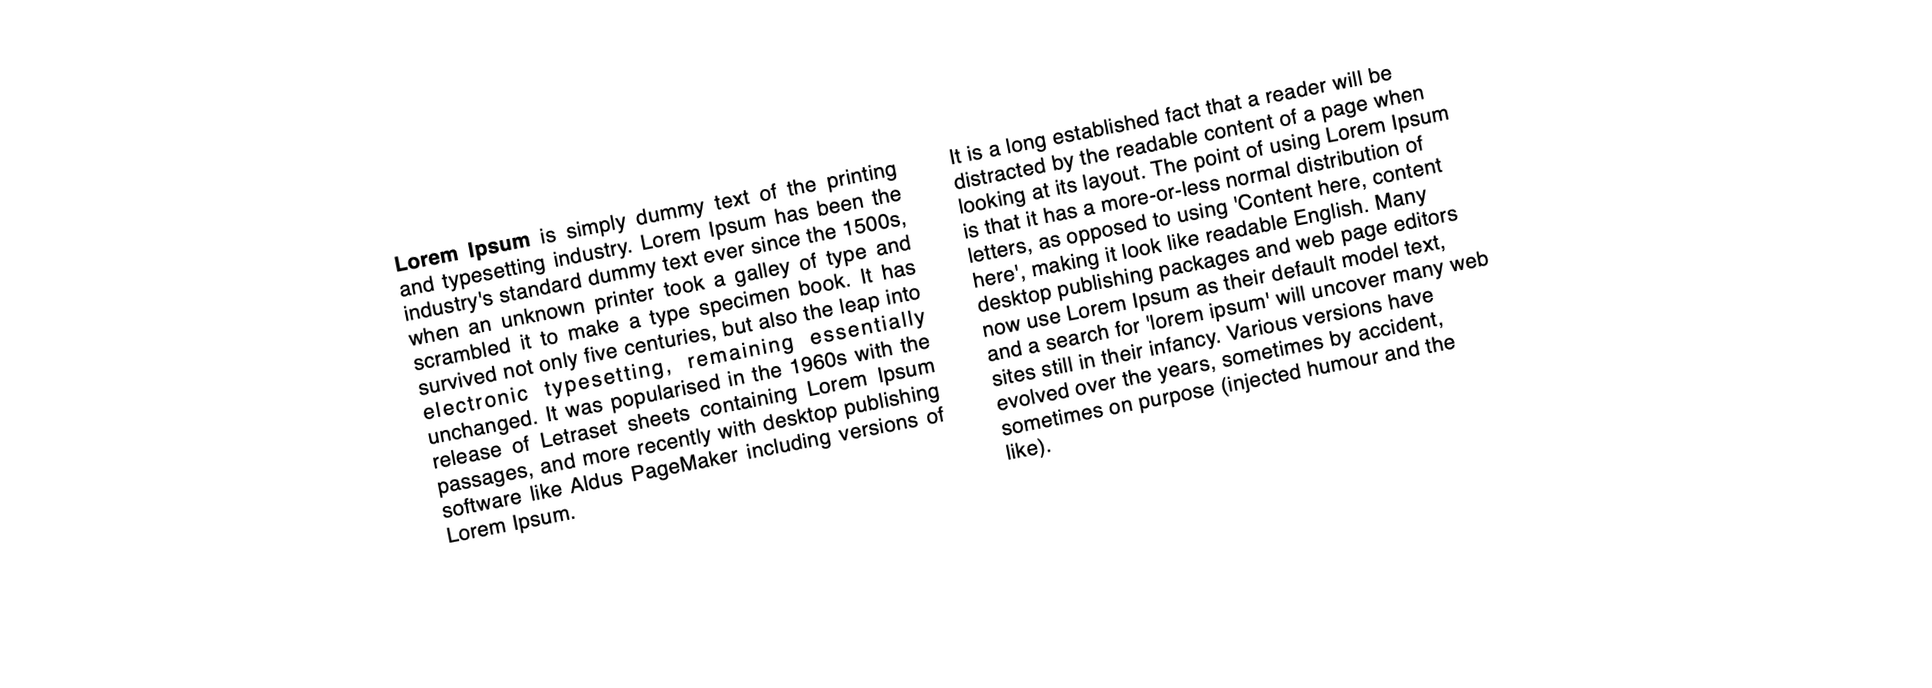 Lorem Ipsum is simply dummy text of the printing
and typesetting industry. Lorem Ipsum has been the
industry's standard dummy text ever since the 1500s,
when an unknown printer took a galley of type and
scrambled it to make a type specimen book. It has
survived not only five centuries, but also the leap into
electronic typesetting, remaining essentially
unchanged. It was popularised in the 1960s with the
release of Letraset sheets containing Lorem Ipsum
passages, and more recently with desktop publishing
software like Aldus PageMaker including versions of
Lorem Ipsum.
It is a long established fact that a reader will be
distracted by the readable content of a page when
looking at its layout. The point of using Lorem Ipsum
is that it has a more-or-less normal distribution of
letters, as opposed to using 'Content here, content
here', making it look like readable English. Many
desktop publishing packages and web page editors
now use Lorem Ipsum as their default model text,
and a search for 'lorem ipsum' will uncover many web
sites still in their infancy. Various versions have
evolved over the years, sometimes by accident,
sometimes on purpose (injected humour and the
like).